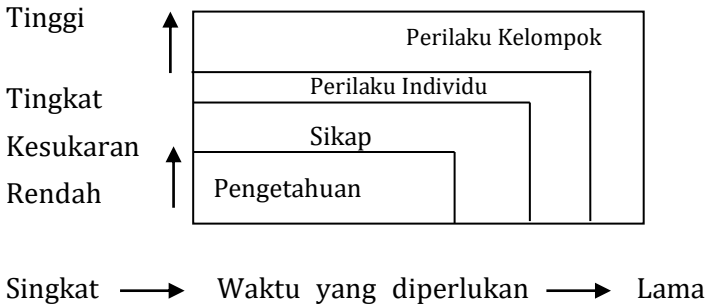 Tinggi
Perilaku Kelompok
Perilaku Individu
Tingkat
Kesukaran
Sikap
Rendah
Pengetahuan
Singkat Waktu yang diperlukan Lama